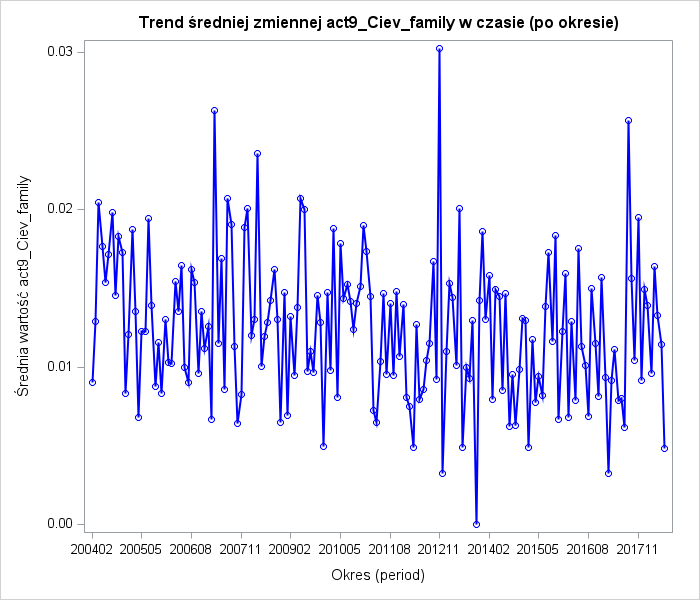 Trend średniej zmiennej act9_Ciev_family w czasie (po okresie)
Średnia wartość act9_Ciev_family
0.03
0.02
0.01
0.00
200402 200505 200608 200711 200902 201005 201108 201211 201402 201505 201608 201711
Okres (period)